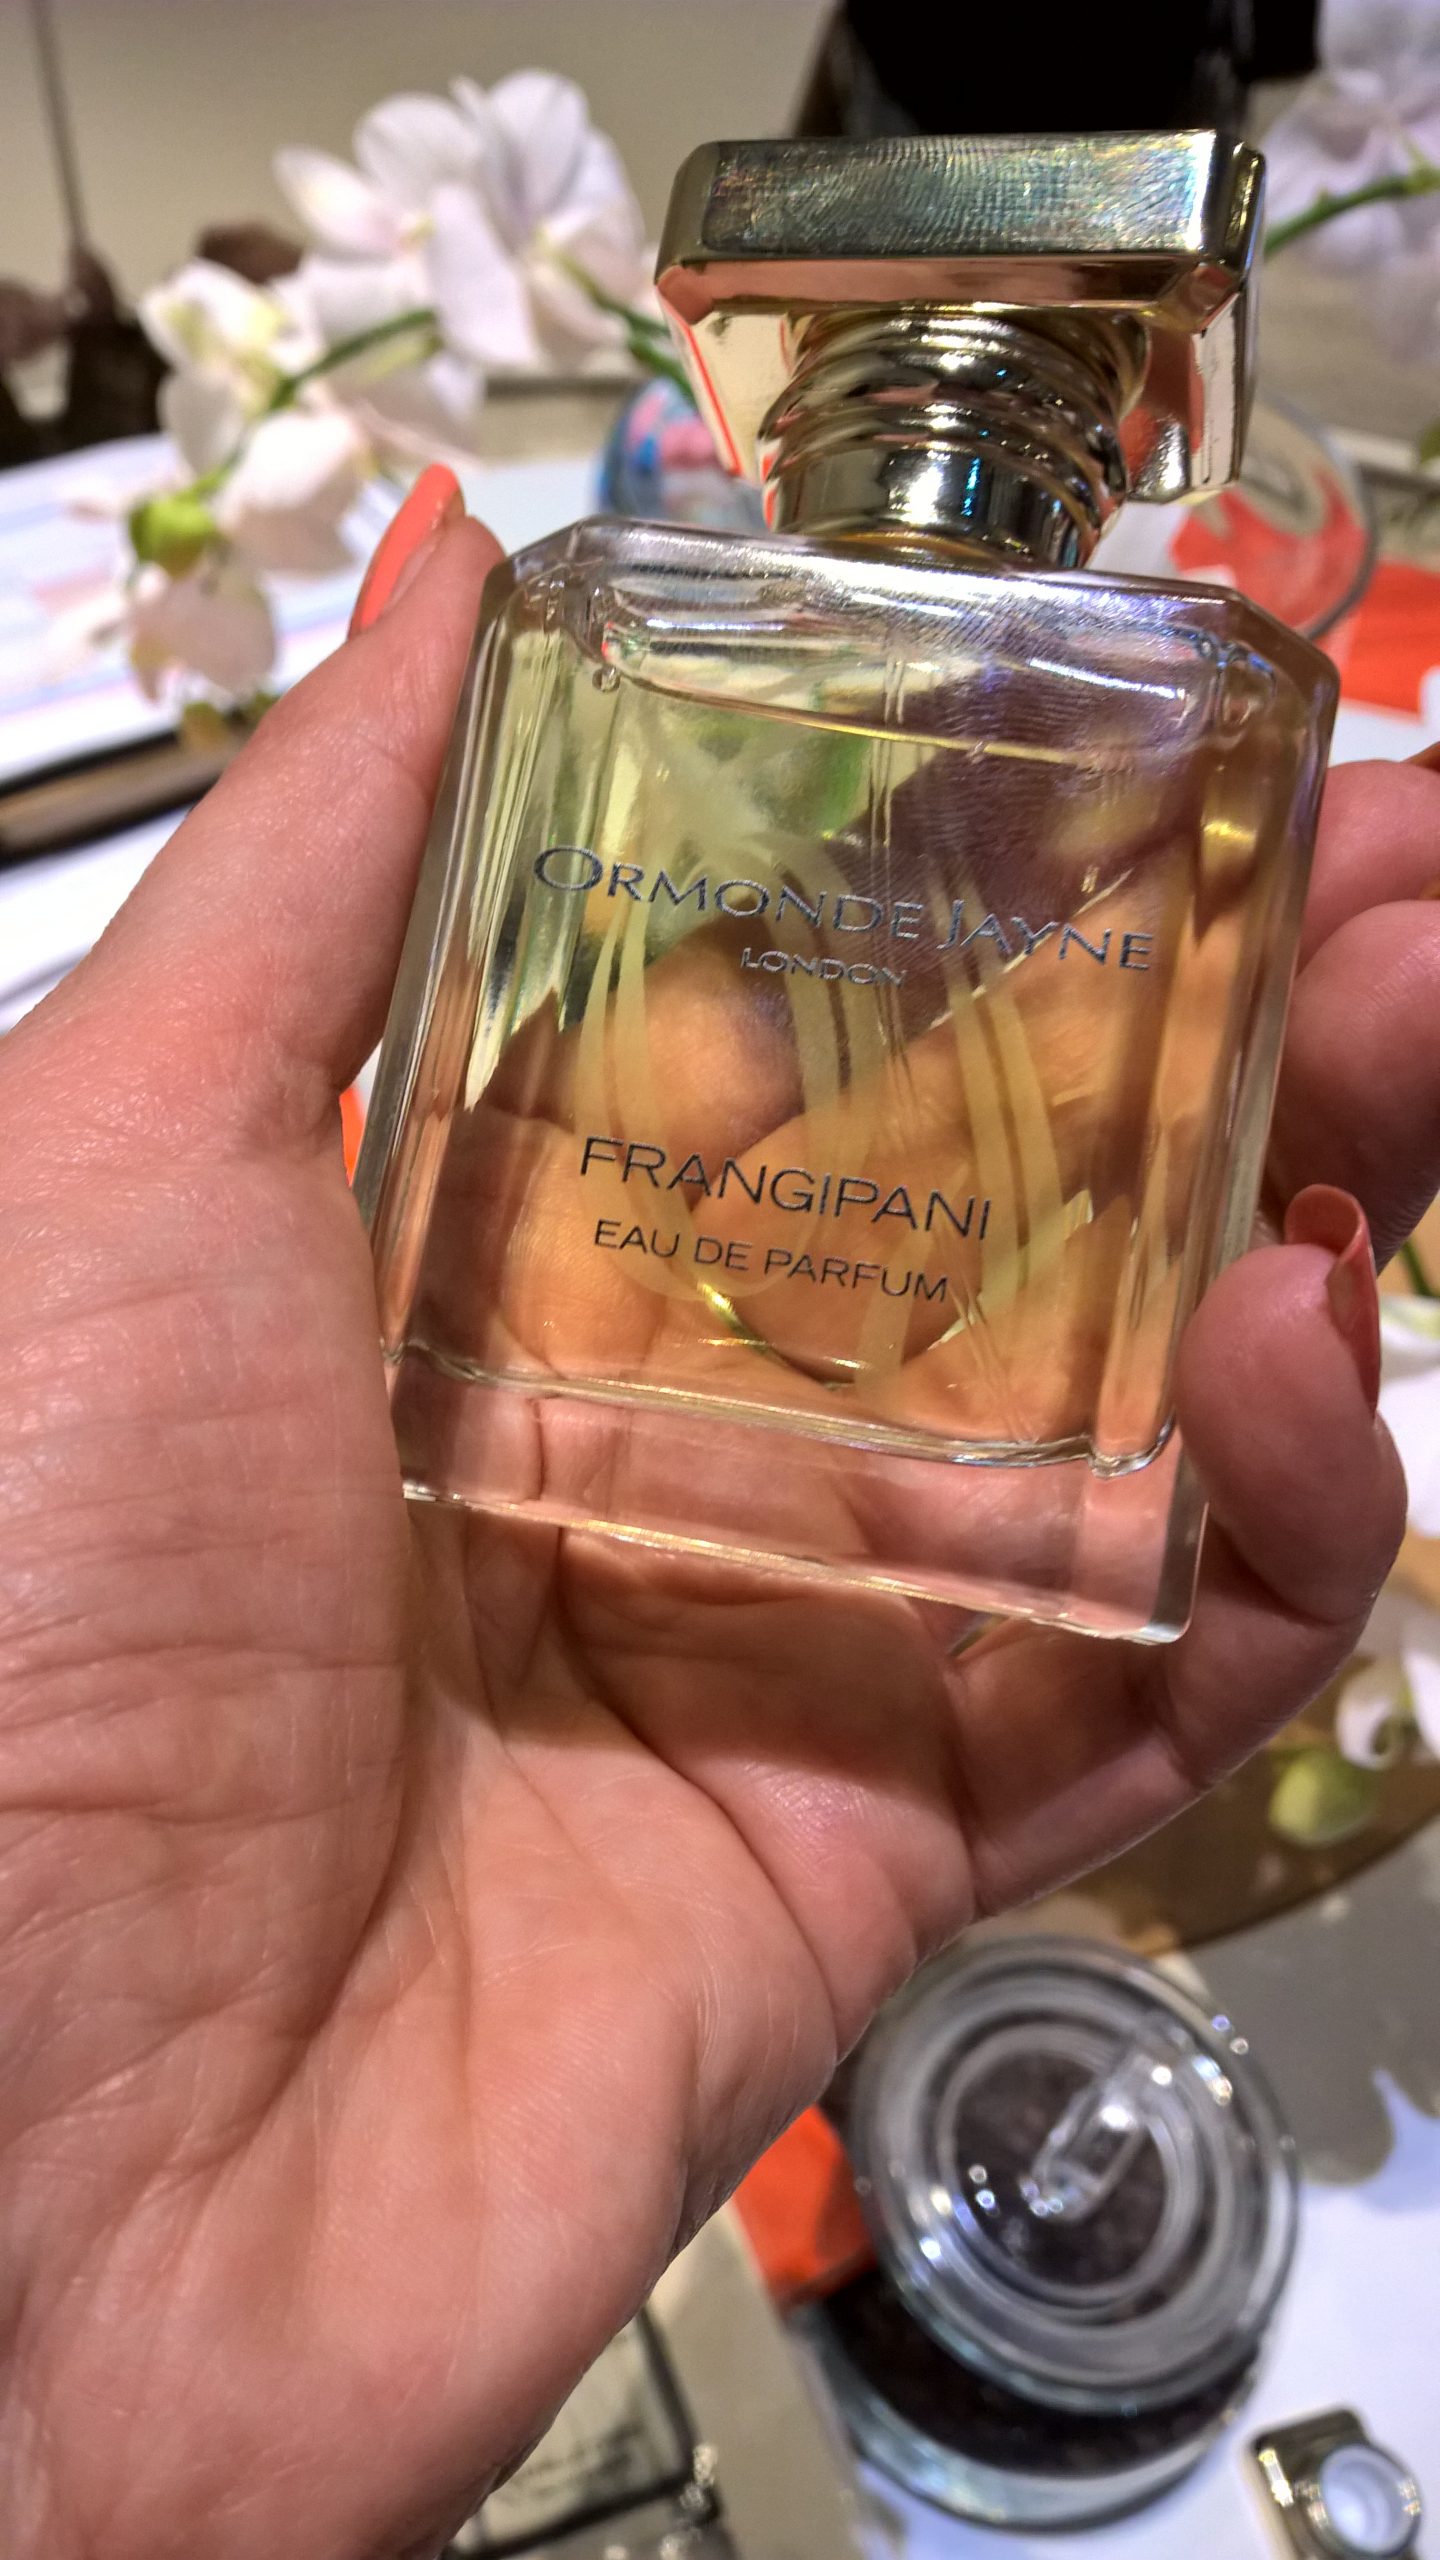 ORMONDE JAYNE
LONDON
FRANGIPANI
EAU DE PARFUM